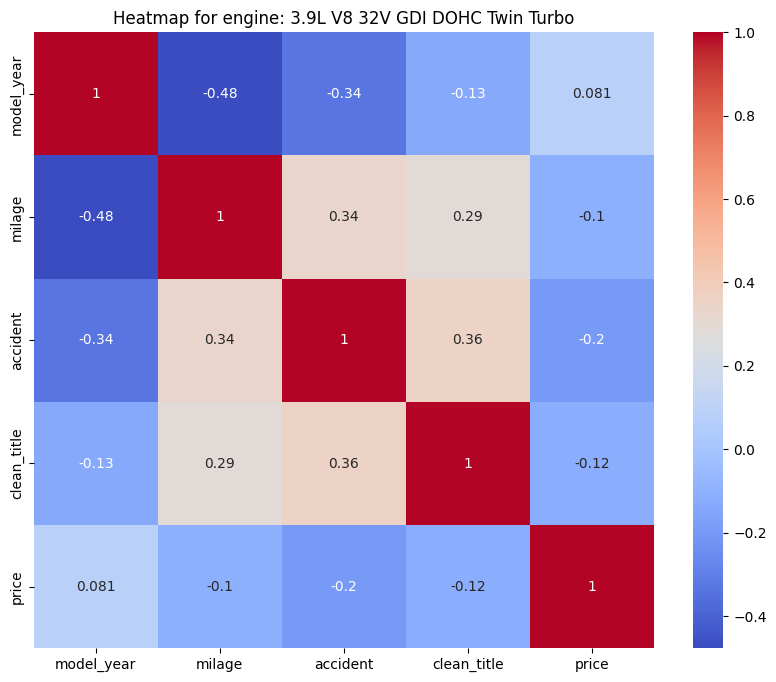 Heatmap for engine: 3.9L V8 32V GDI DOHC Twin Turbo
model_year 1 -0.48 -0.34 -0.13 0.081
milage -0.48 1 0.34 0.29 -0.1
accident -0.34 0.34 1 0.36 -0.2
clean_title -0.13 0.29 0.36 1 -0.12
price 0.081 -0.1 -0.2 -0.12 1
model_year milage accident clean_title price
1.0
0.8
0.6
0.4
0.2
0.0
−0.2
−0.4